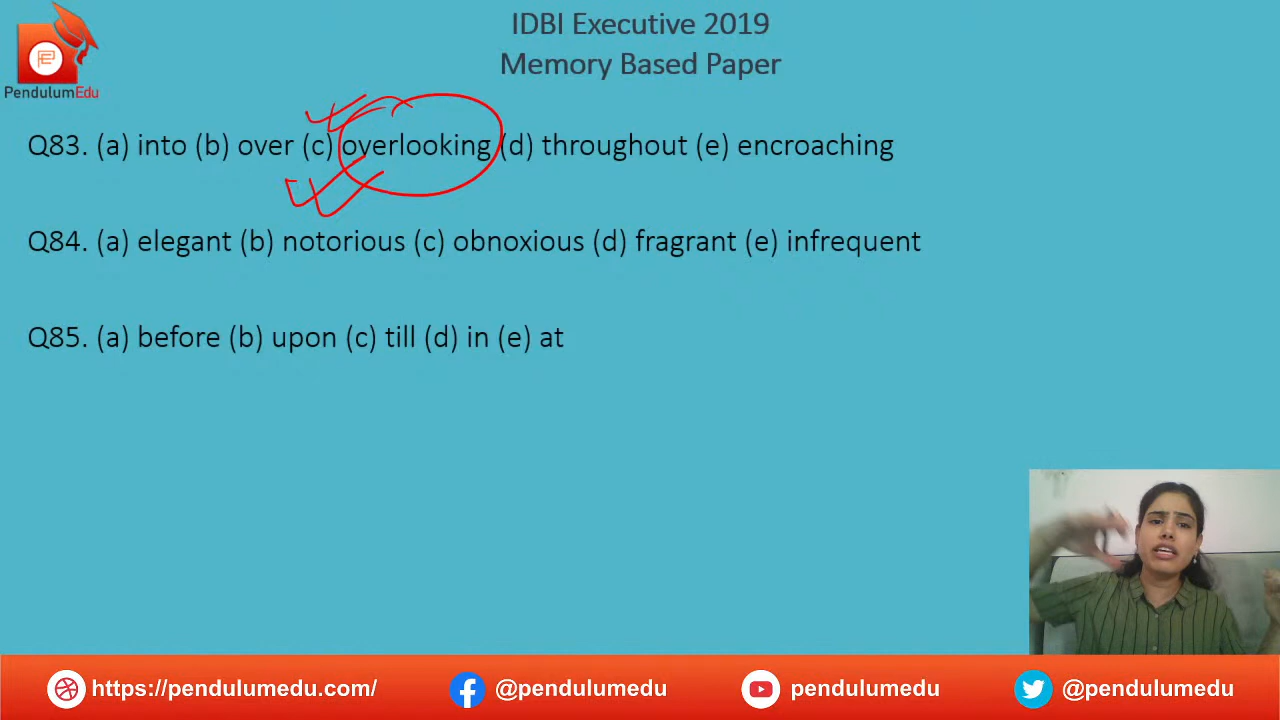 IDBI Executive 2019
Memory Based Paper
PendulumEdu
Q83. (a) into (b) over (c) overlooking (d) throughout (e) encroaching
Q84. (a) elegant (b) notorious (c) obnoxious (d) fragrant (e) infrequent
Q85. (a) before (b) upon (c) till (d) in (e) at
https://pendulumedu.com/ @pendulumedu pendulumedu @pendulumedu